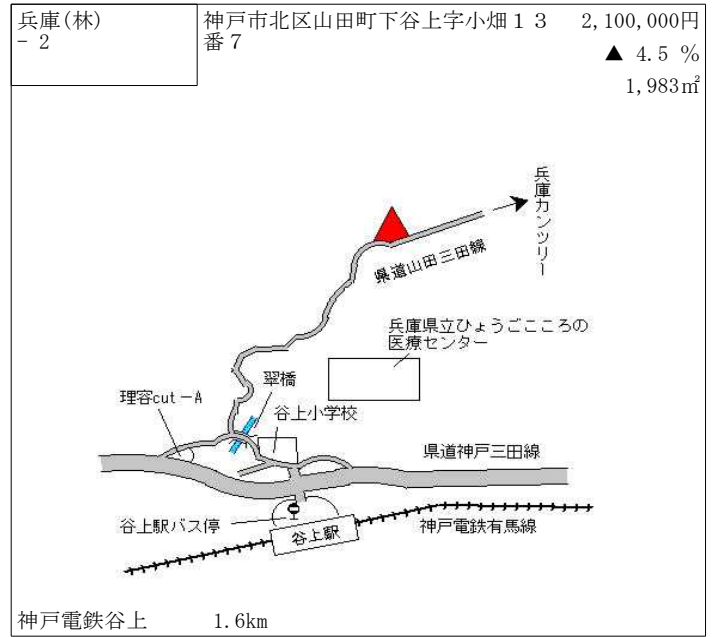 兵庫(林)
－２
神戸市北区山田町下谷上字小畑１３
番７
2,100,000円
▲ 4.5 %
1,983㎡
兵庫カンツリー
県道山田三田線
兵庫県立ひょうごこころの
医療センター
翠橋
理容cut－A
谷上小学校
県道神戸三田線
谷上駅バス停
谷上駅
神戸電鉄有馬線
神戸電鉄谷上 1.6km